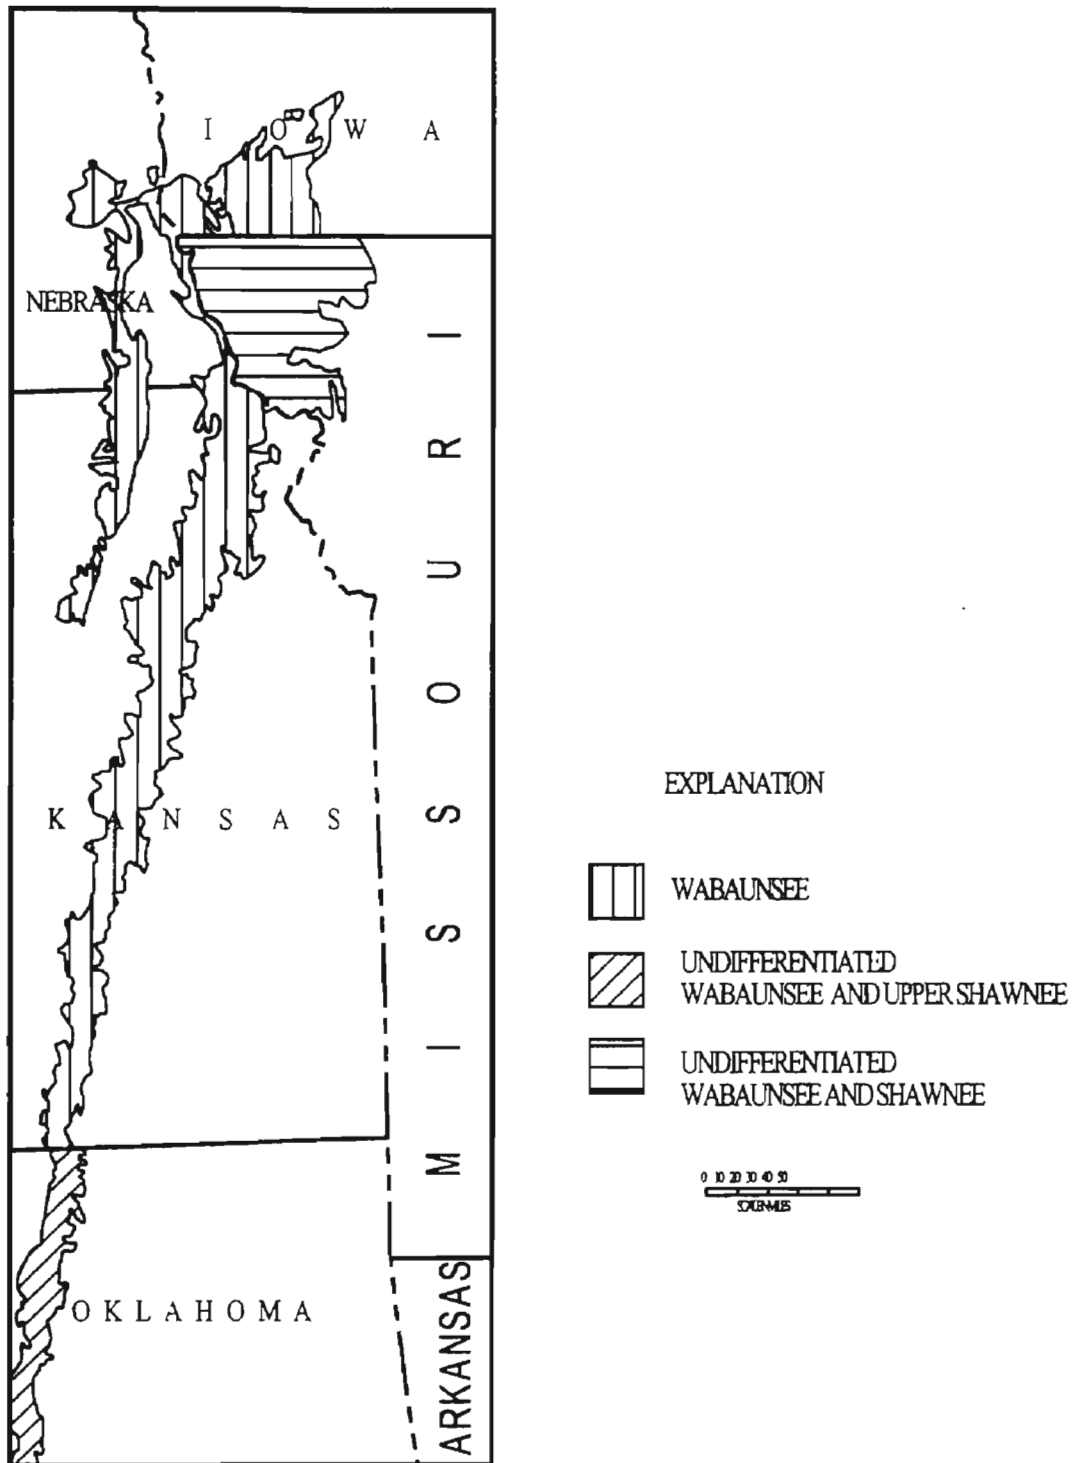 I O W A
NEBRASKA
M I S S O U R I
K A N S A S
OKLAHOMA
ARKANSAS
EXPLANATION
WABAUNSEE
UNDIFFERENTIATED
WABAUNSEE AND UPPER SHAWNEE
UNDIFFERENTIATED
WABAUNSEE AND SHAWNEE
0 10 20 30 40 50